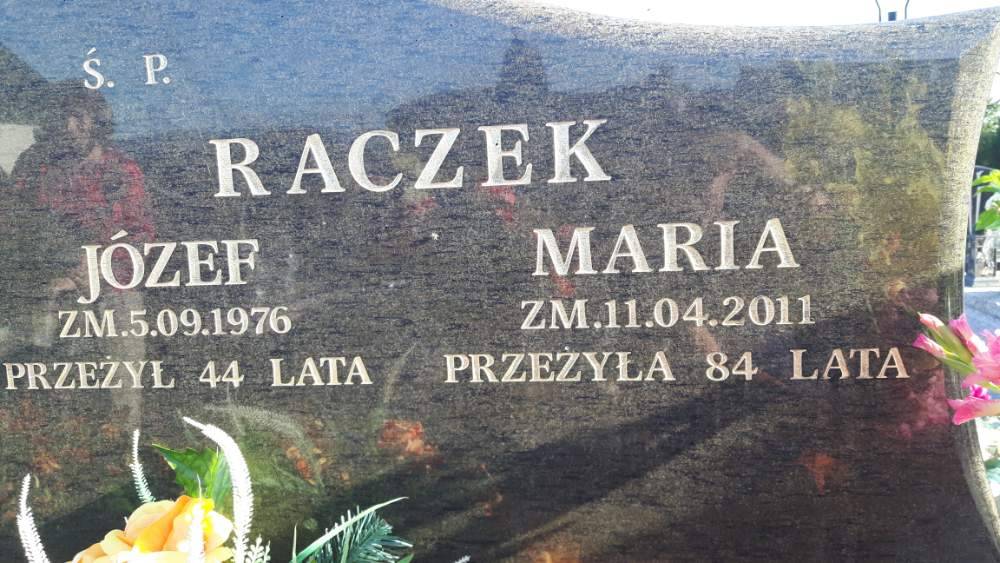 Ś. P.
RACZEK
JÓZEF
ZM.5.09.1976
PRZEŻYŁ 44 LATA
MARIA
ZM.11.04.2011
PRZEŻYŁA 84 LATA